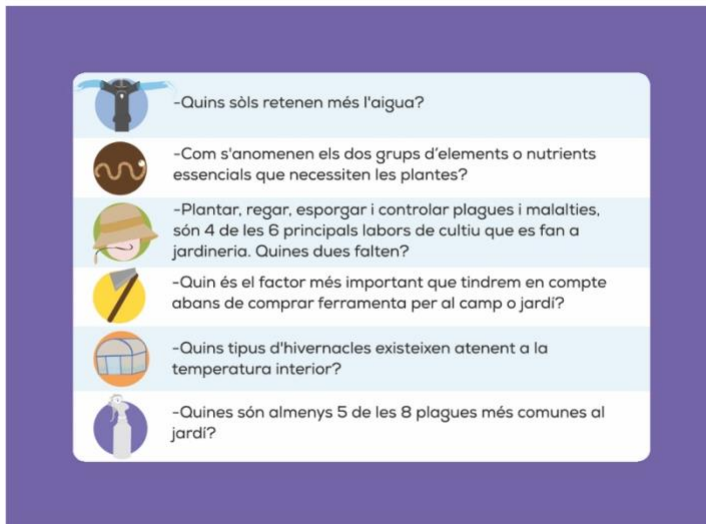 -Quins sòls retenen més l'aigua?
-Com s'anomenen els dos grups d’elements o nutrients
essencials que necessiten les plantes?
-Plantar, regar, esporgar i controlar plagues i malalties,
són 4 de les 6 principals labors de cultiu que es fan a
jardineria. Quines dues falten?
-Quin és el factor més important que tindrem en compte
abans de comprar ferramenta per al camp o jardí?
-Quins tipus d'hivernacles existeixen atenent a la
temperatura interior?
-Quines són almenys 5 de les 8 plagues més comunes al
jardí?